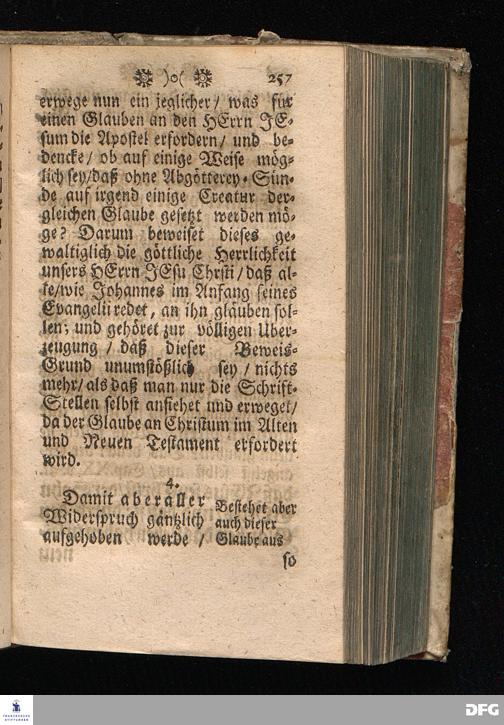 )o( 257
erwege nun ein jeglicher/ was für
einen Glauben an den HErrn JE-
sum die Apostel erfordern/ und be-
dencke/ ob auf einige Weise mög-
lich sey/daß ohne Abgötterey-Sün-
de auf irgend einige Creatur der-
gleichen Glaube gesetzt werden mö-
ge? Darum beweiset dieses ge-
waltiglich die göttliche Herrlichkeit
unsers HErrn JEsu Christi/daß al-
le/wie Johannes im Anfang seines
Evangelii redet, an ihn gläuben sol-
len; und gehöret zur völligen Uber-
zeugung / daß dieser Beweis-
Grund unumstößlich sey / nichts
mehr/als daß man nur die Schrift-
Stellen selbst ansiehet und erweget/
da der Glaube an Christum im Alten
und Neuen Testament erfordert
wird.
4.
Damit aber aller
Widerspruch gäntzlich
aufgehoben werde /
Bestehet aber
auch dieser
Glaube aus
so
FRANCKESCHE
STIFTUNGEN
DFG